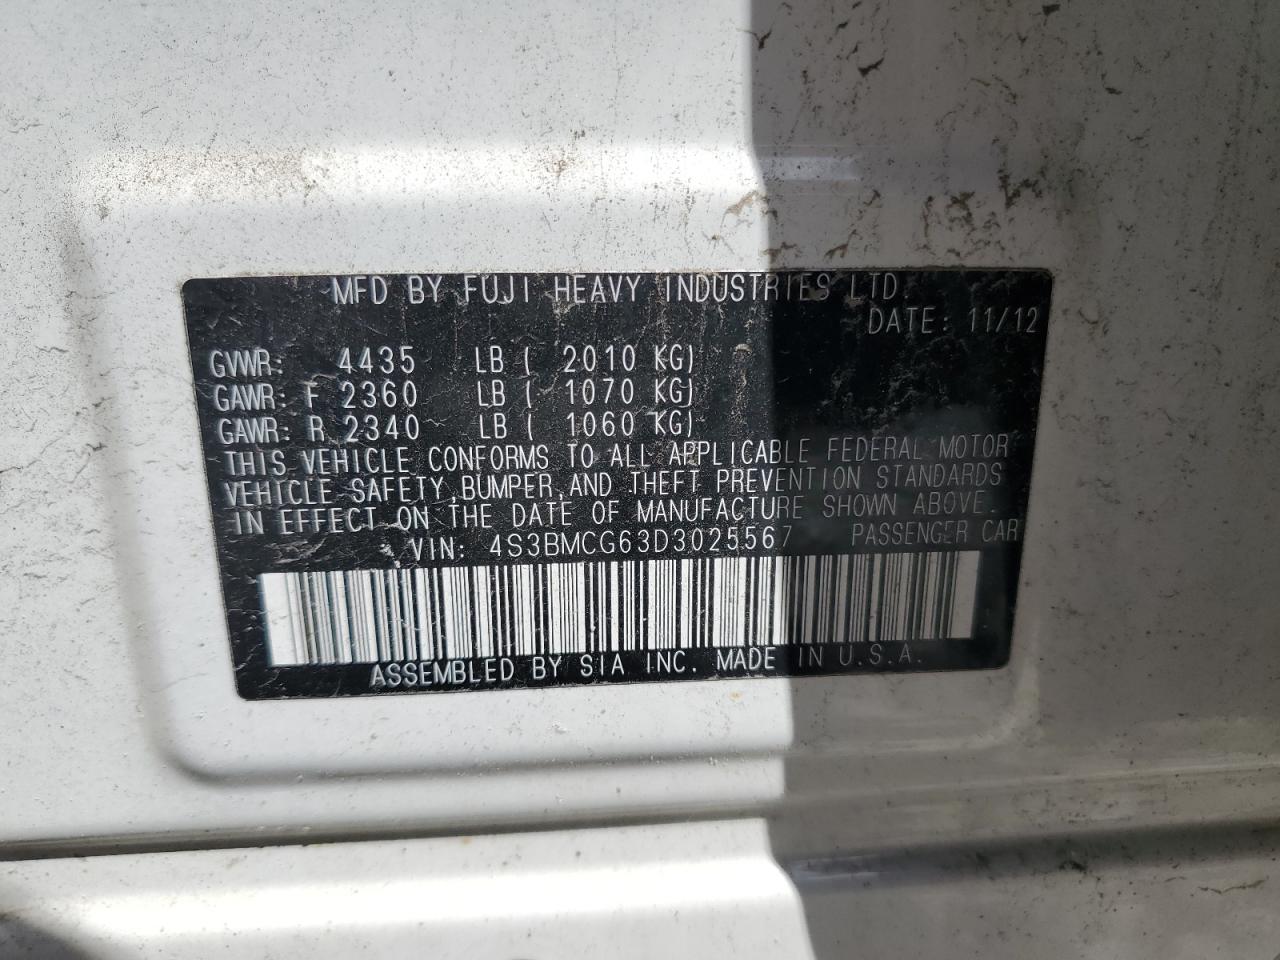 MFD BY FUJI HEAVY INDUSTRIES LTD.
DATE: 11/12
GVWR: 4435 LB ( 2010 KG)
GAWR: F 2360 LB ( 1070 KG)
GAWR: R 2340 LB ( 1060 KG)
THIS VEHICLE CONFORMS TO ALL APPLICABLE FEDERAL MOTOR
VEHICLE SAFETY, BUMPER, AND THEFT PREVENTION STANDARDS
IN EFFECT ON THE DATE OF MANUFACTURE SHOWN ABOVE.
VIN: 4S3BMCG63D3025567 PASSENGER CAR
ASSEMBLED BY SIA INC. MADE IN U.S.A.